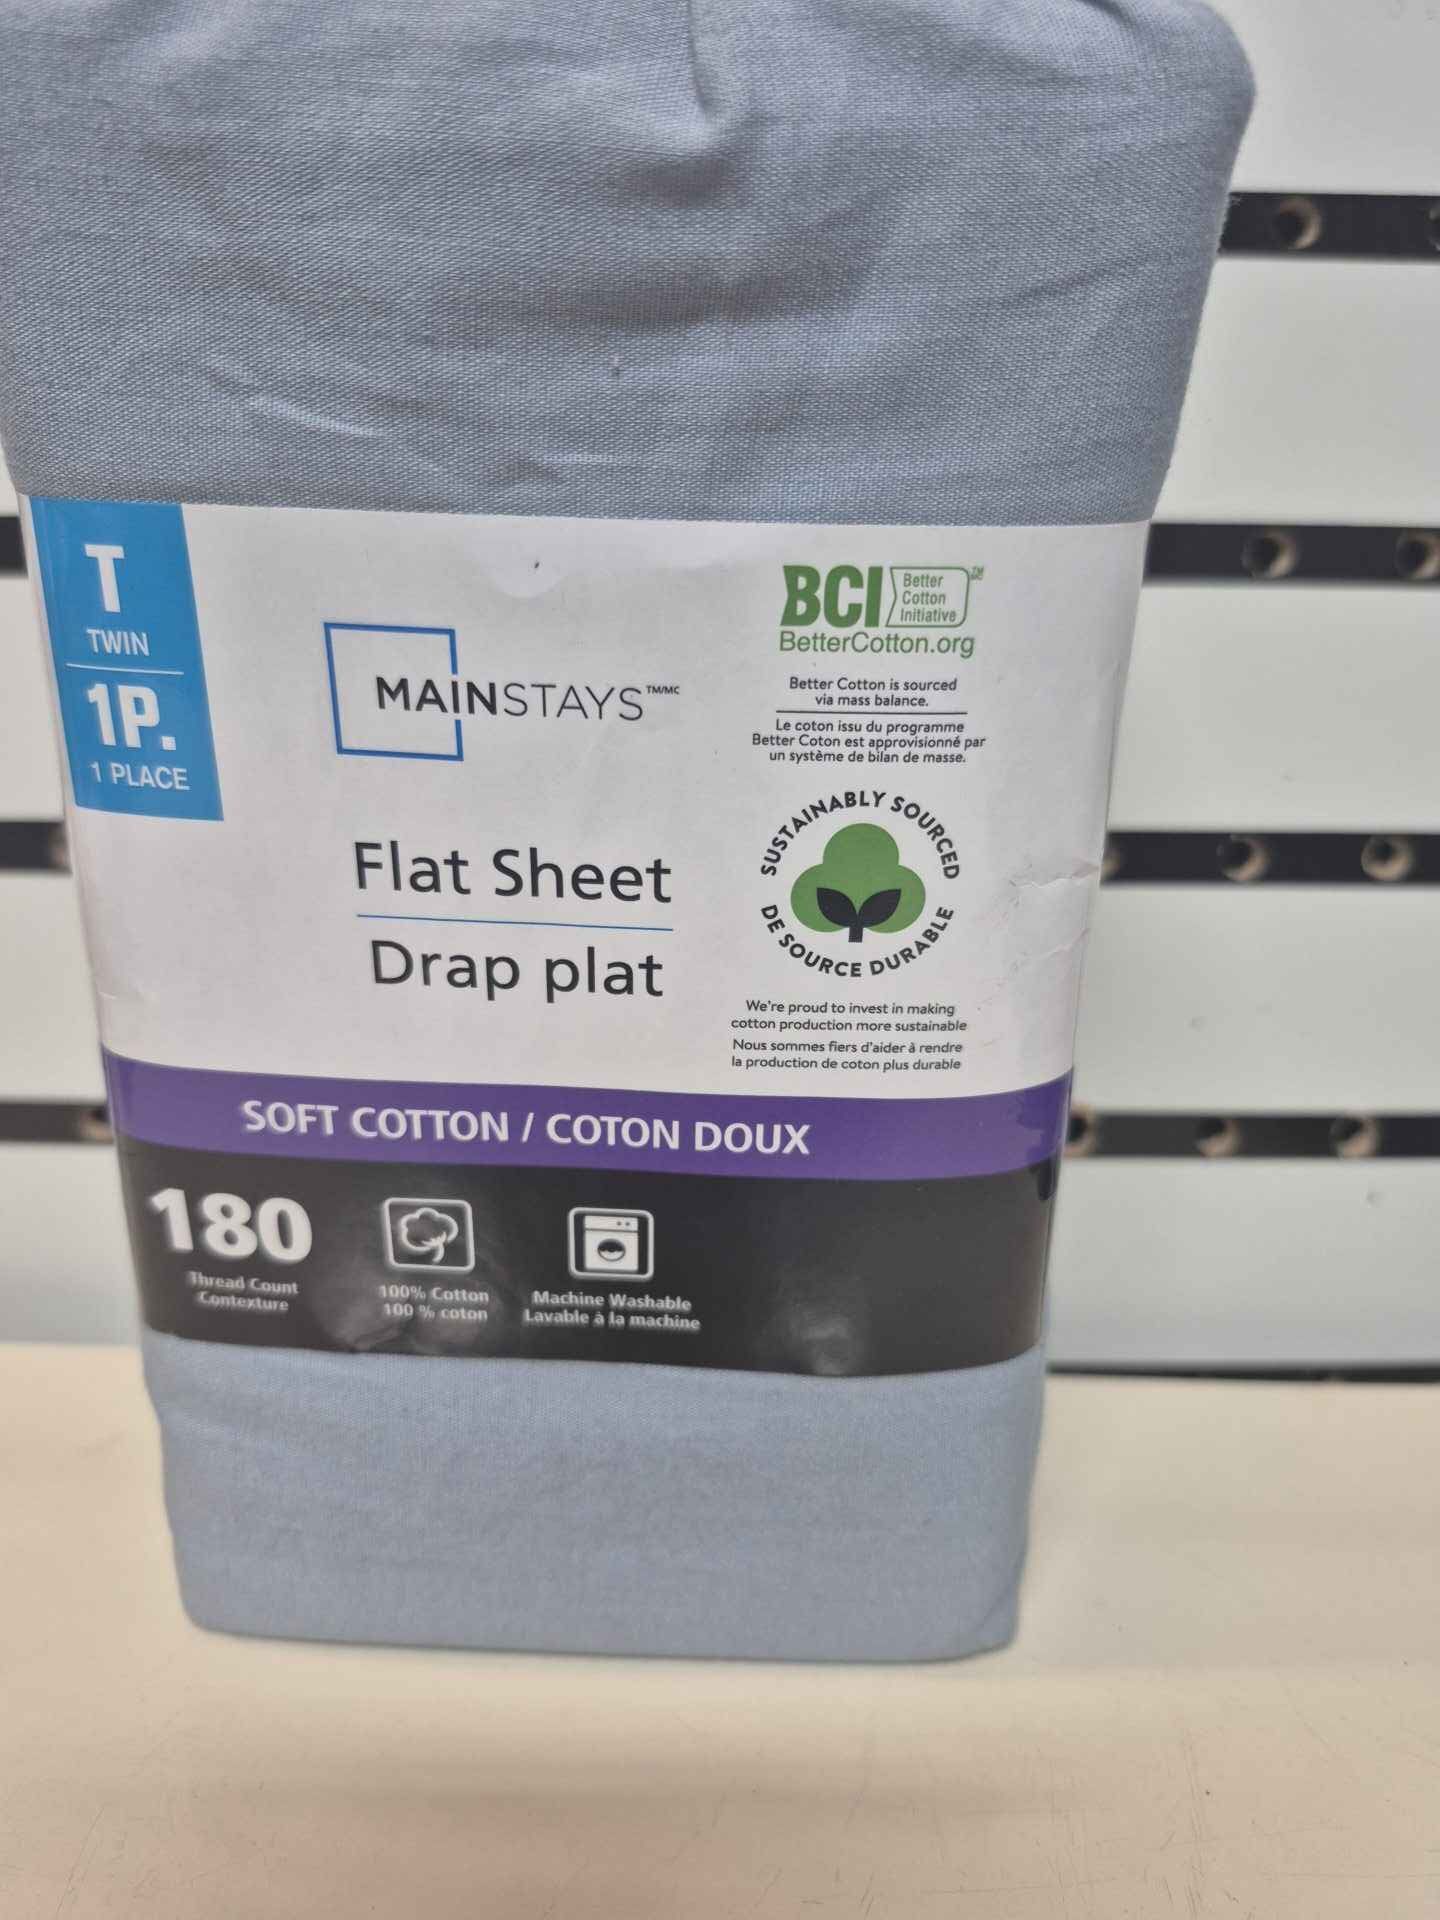 T
TWIN
1P.
1 PLACE
MAINSTAYS™/MC
Flat Sheet
Drap plat
BCI Better Cotton Initiative™
BetterCotton.org
Better Cotton is sourced
via mass balance.
Le coton issu du programme
Better Coton est approvisionné par
un système de bilan de masse.
SUSTAINABLY SOURCED
DE SOURCE DURABLE
We're proud to invest in making
cotton production more sustainable
Nous sommes fiers d'aider à rendre
la production de coton plus durable
SOFT COTTON / COTON DOUX
180
Thread Count
Contexture
100% Cotton
100 % coton
Machine Washable
Lavable à la machine